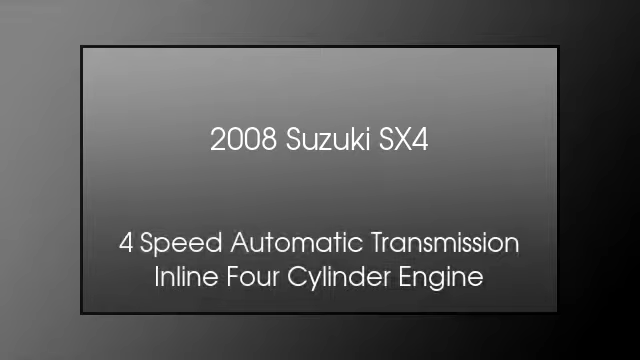 2008 Suzuki SX4
4 Speed Automatic Transmission
Inline Four Cylinder Engine